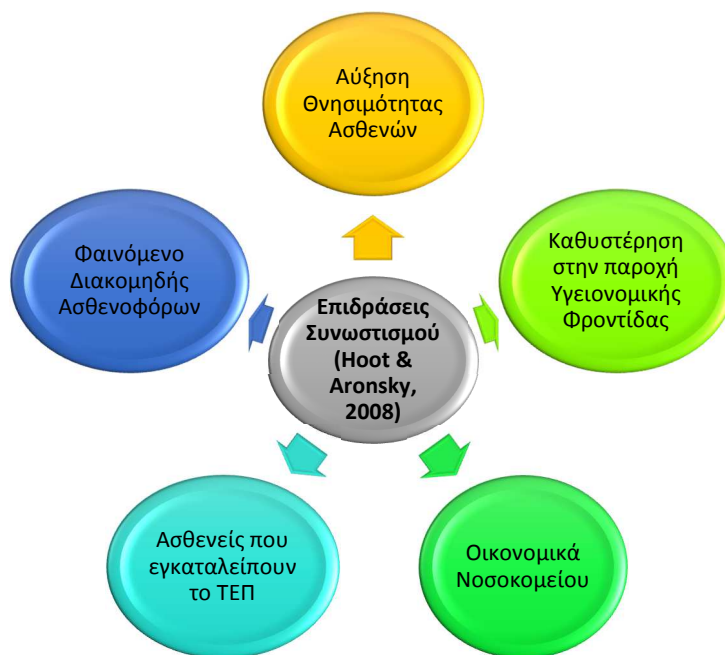 Αύξηση
Θνησιμότητας
Ασθενών
Φαινόμενο
Διακομηδής
Ασθενοφόρων
Καθυστέρηση
στην παροχή
Υγειονομικής
Φροντίδας
Επιδράσεις
Συνωστισμού
(Hoot &
Aronsky,
2008)
Ασθενείς που
εγκαταλείπουν
το ΤΕΠ
Οικονομικά
Νοσοκομείου